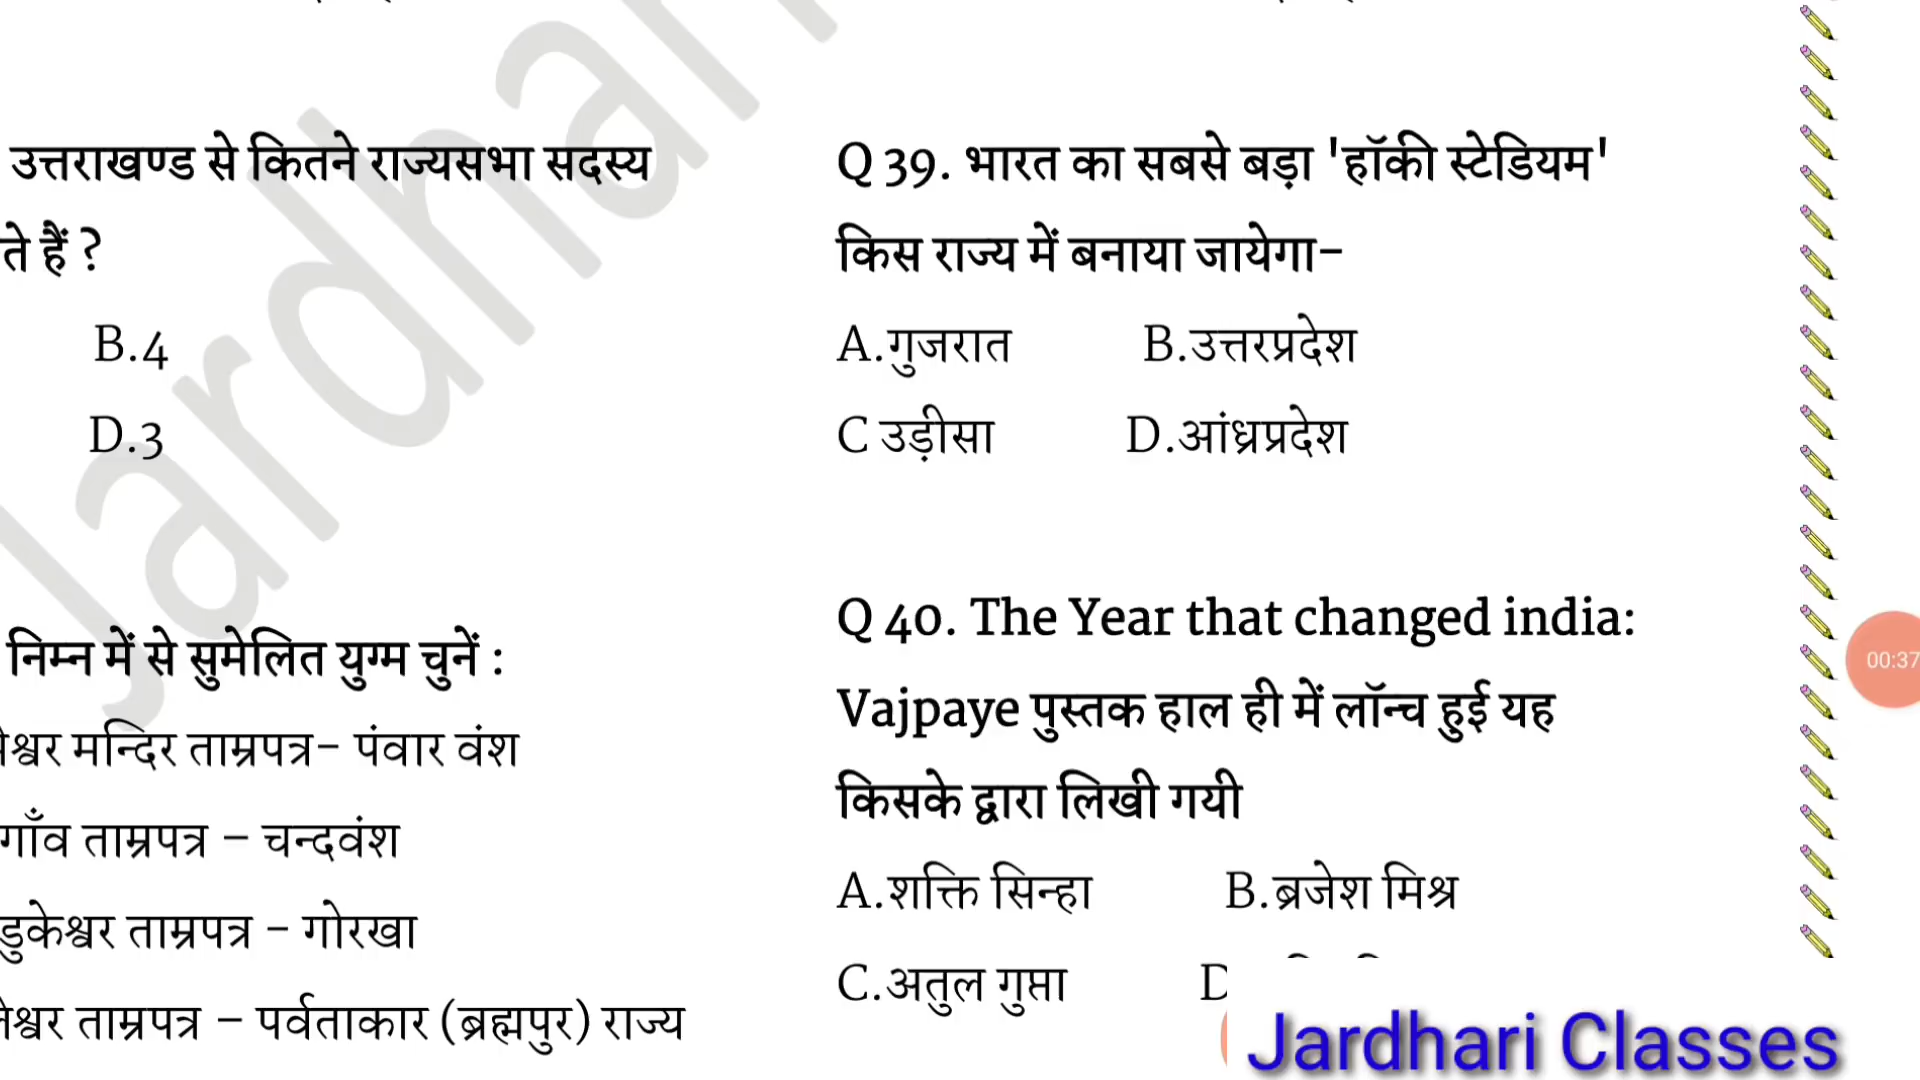 उत्तराखण्ड से कितने राज्यसभा सदस्य
ते हैं ?
B.4
D.3
निम्न में से सुमेलित युग्म चुनें :
श्वर मन्दिर ताम्रपत्र– पंवार वंश
गाँव ताम्रपत्र – चन्दवंश
डुकेश्वर ताम्रपत्र – गोरखा
श्वर ताम्रपत्र – पर्वताकार (ब्रह्मपुर) राज्य
Q 39. भारत का सबसे बड़ा 'हॉकी स्टेडियम'
किस राज्य में बनाया जायेगा–
A.गुजरात B.उत्तरप्रदेश
C उड़ीसा D.आंध्रप्रदेश
Q 40. The Year that changed india:
Vajpaye पुस्तक हाल ही में लॉन्च हुई यह
किसके द्वारा लिखी गयी
A.शक्ति सिन्हा B.ब्रजेश मिश्र
C.अतुल गुप्ता D
Jardhari Classes
Jardhari
00:37